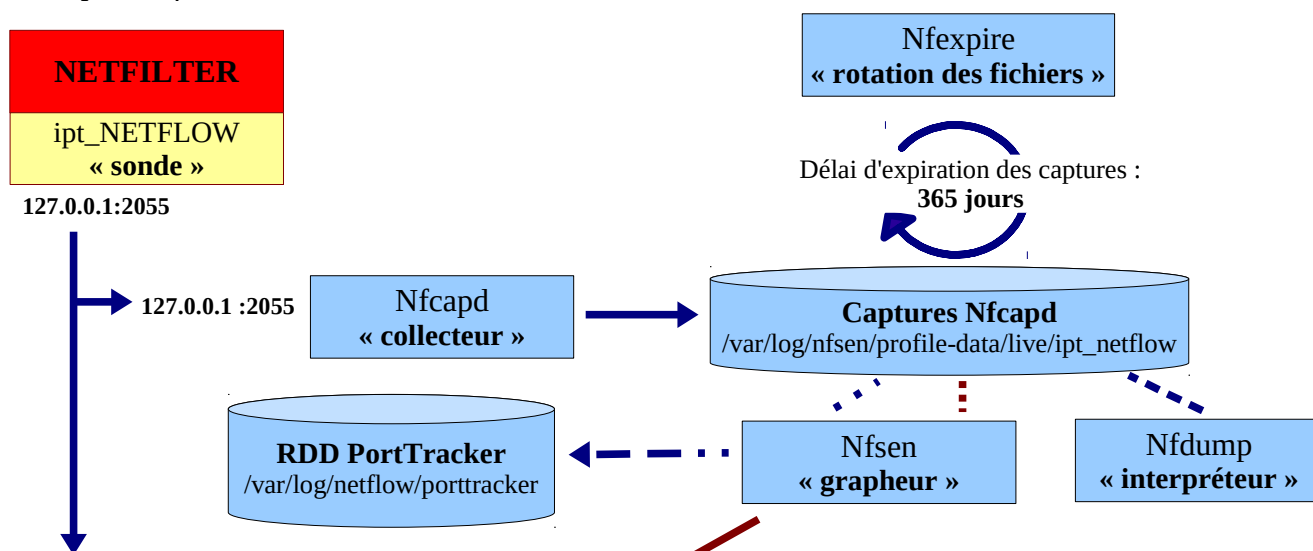 NETFILTER
ipt_NETFLOW
« sonde »
127.0.0.1:2055
Nfexpire
« rotation des fichiers »
Délai d'expiration des captures :
365 jours
127.0.0.1 :2055
Nfcapd
« collecteur »
Captures Nfcapd
/var/log/nfsen/profile-data/live/ipt_netflow
RDD PortTracker
/var/log/netflow/porttracker
Nfsen
« grapheur »
Nfdump
« interpréteur »